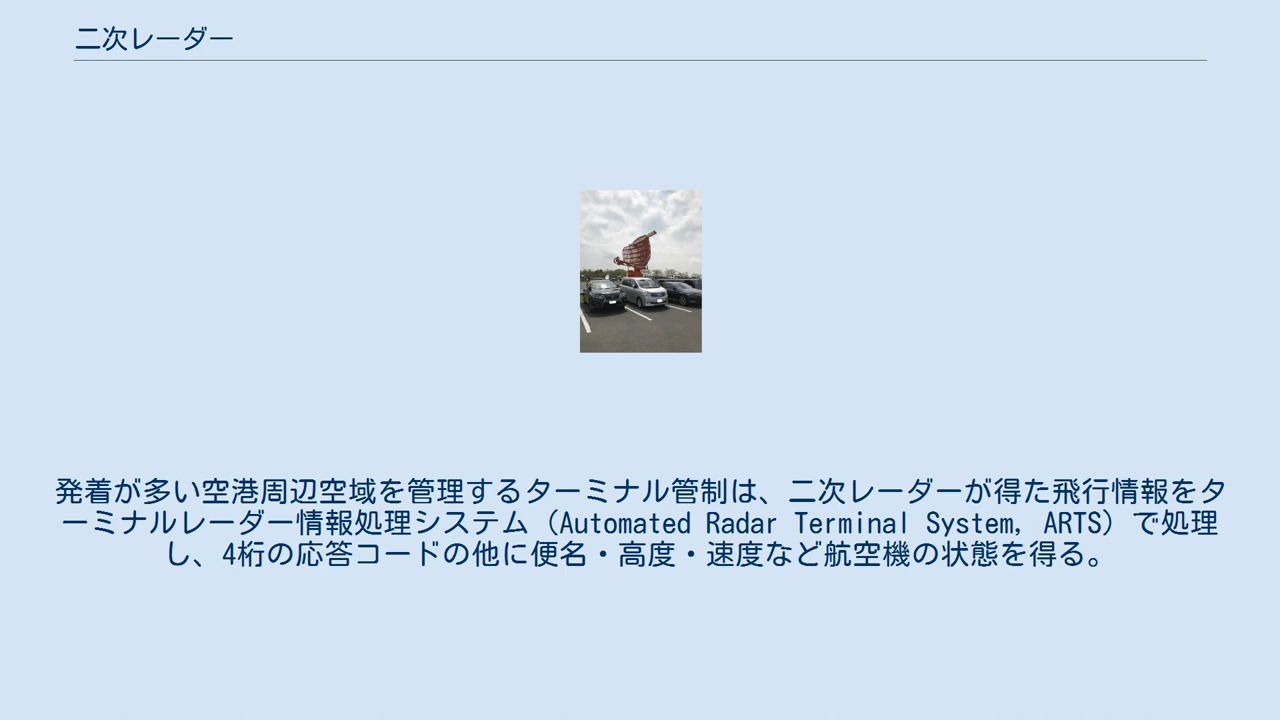 二次レーダー
発着が多い空港周辺空域を管理するターミナル管制は、二次レーダーが得た飛行情報をタ
ーミナルレーダー情報処理システム（Automated Radar Terminal System, ARTS）で処理
し、4桁の応答コードの他に便名・高度・速度など航空機の状態を得る。